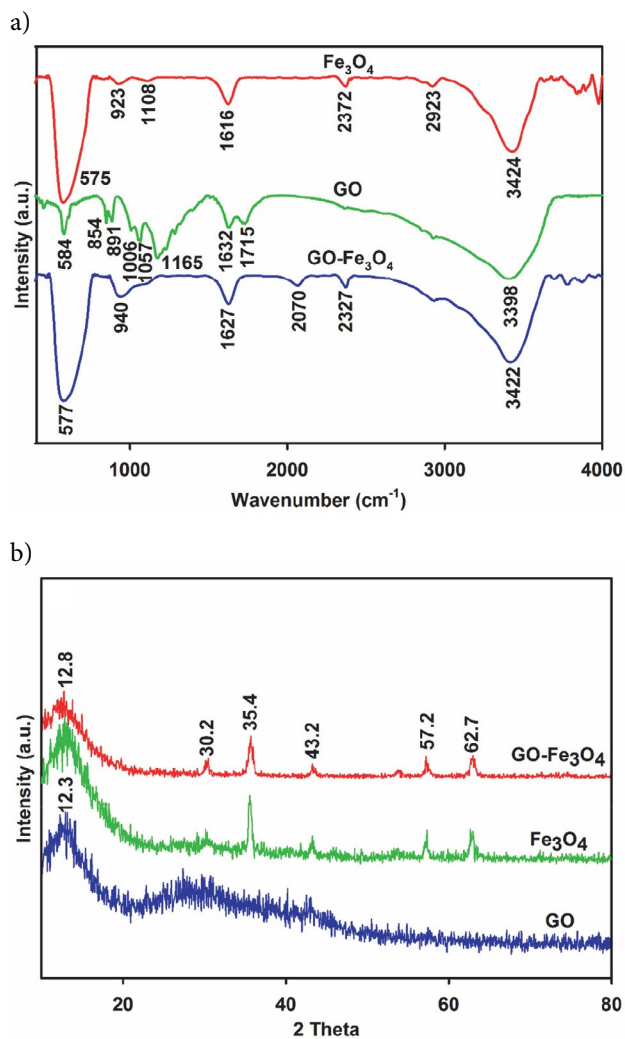 a)
Fe₃O₄
923
1108
1616
2372
2923
3424
575
GO
584
854
891
1006
1057
1165
1632
1715
3398
GO-Fe₃O₄
577
940
1627
2070
2327
3422
Intensity (a.u.)
1000 2000 3000 4000
Wavenumber (cm⁻¹)
b)
12.8
30.2
35.4
43.2
57.2
62.7
GO-Fe₃O₄
Fe₃O₄
12.3
GO
Intensity (a.u.)
20 40 60 80
2 Theta